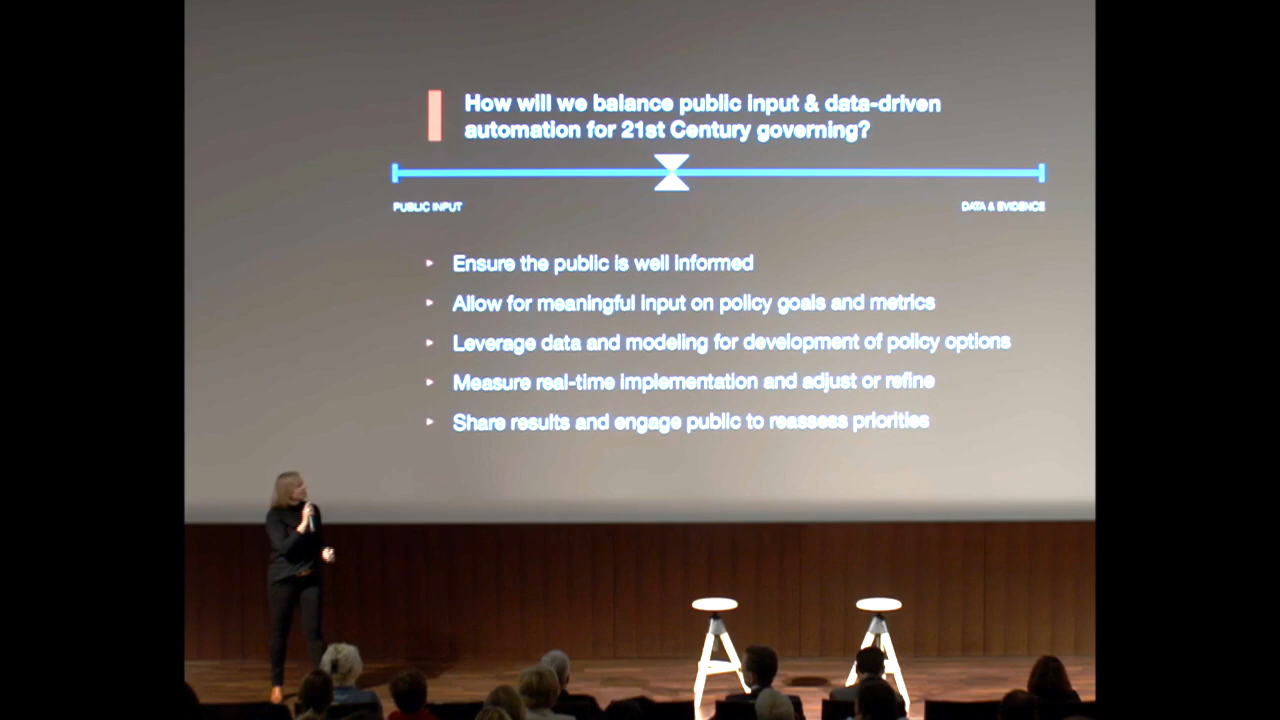 How will we balance public input & data-driven
automation for 21st Century governing?
PUBLIC INPUT
DATA & EVIDENCE
Ensure the public is well informed
Allow for meaningful input on policy goals and metrics
Leverage data and modeling for development of policy options
Measure real-time implementation and adjust or refine
Share results and engage public to reassess priorities